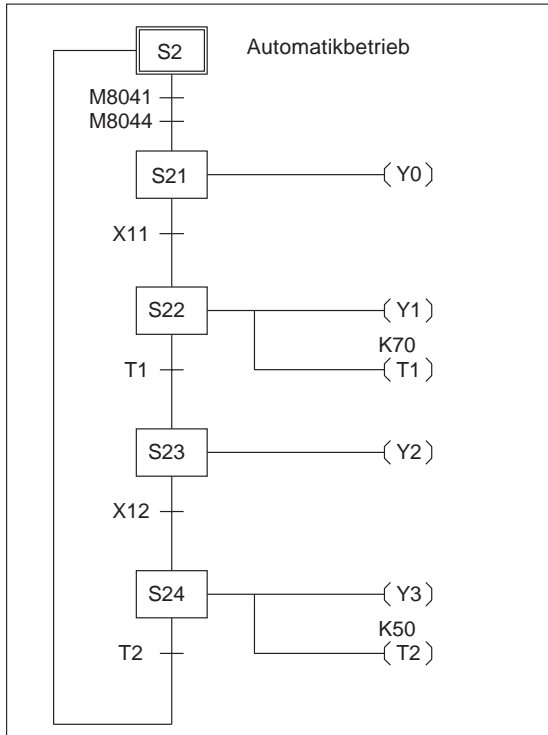 S2 Automatikbetrieb
M8041
M8044
S21 Y0
X11
S22 Y1
K70
T1 T1
S23 Y2
X12
S24 Y3
K50
T2 T2